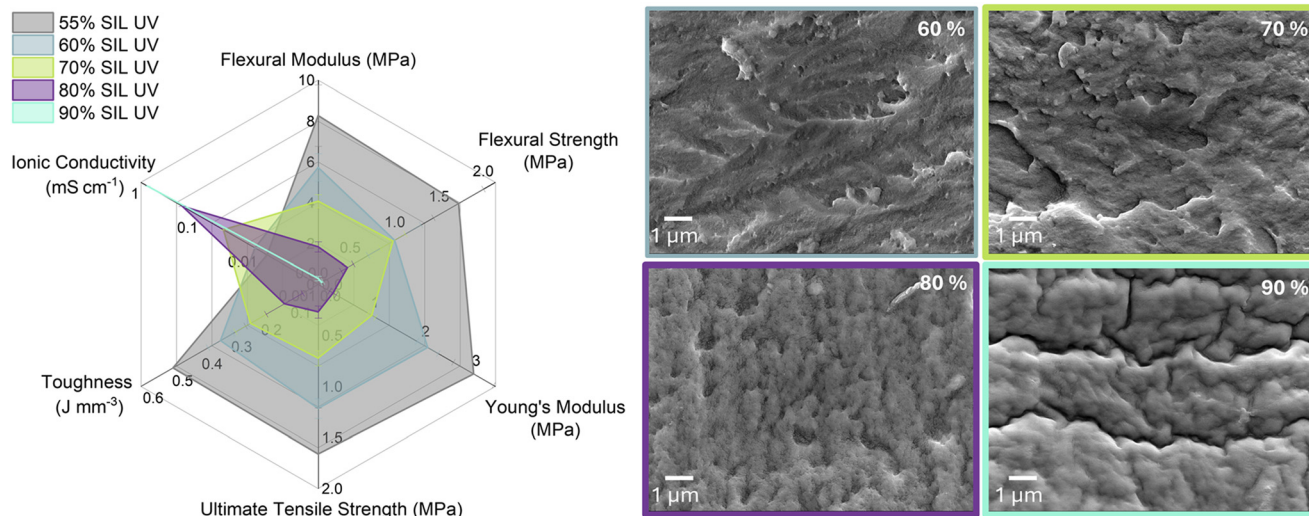 55% SIL UV
60% SIL UV
70% SIL UV
80% SIL UV
90% SIL UV
Flexural Modulus (MPa)
10
8
6
4
2
Flexural Strength
(MPa)
2.0
1.5
1.0
0.5
Ionic Conductivity
(mS cm⁻¹)
1
0.1
0.01
Toughness
(J mm⁻³)
0.6
0.5
0.4
0.3
0.2
0.1
Young's Modulus
(MPa)
3
2
0.5
1.0
1.5
2.0
Ultimate Tensile Strength (MPa)
60 %
1 µm
70 %
1 µm
80 %
1 µm
90 %
1 µm